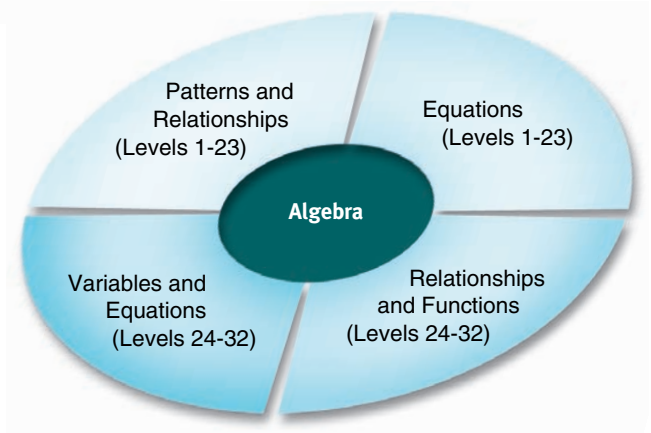 Patterns and
Relationships
(Levels 1-23)
Equations
(Levels 1-23)
Algebra
Variables and
Equations
(Levels 24-32)
Relationships
and Functions
(Levels 24-32)